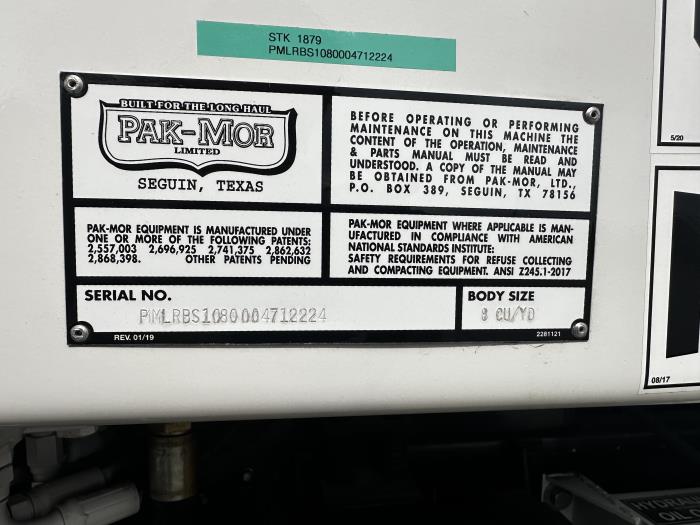 STK 1879
PMLRBS1080004712224
BUILT FOR THE LONG HAUL
PAK-MOR
LIMITED
SEGUIN, TEXAS
BEFORE OPERATING OR PERFORMING
MAINTENANCE ON THIS MACHINE THE
CONTENT OF THE OPERATION, MAINTENANCE
& PARTS MANUAL MUST BE READ AND
UNDERSTOOD. A COPY OF THE MANUAL MAY
BE OBTAINED FROM PAK-MOR, LTD.,
P.O. BOX 389, SEGUIN, TX 78156
PAK-MOR EQUIPMENT IS MANUFACTURED UNDER
ONE OR MORE OF THE FOLLOWING PATENTS:
2,557,003 2,696,925 2,741,375 2,862,632
2,868,398. OTHER PATENTS PENDING
PAK-MOR EQUIPMENT WHERE APPLICABLE IS MAN-
UFACTURED IN COMPLIANCE WITH AMERICAN
NATIONAL STANDARDS INSTITUTE:
SAFETY REQUIREMENTS FOR REFUSE COLLECTING
AND COMPACTING EQUIPMENT. ANSI Z245.1-2017
SERIAL NO.
PMLRBS1080004712224
REV. 01/19
BODY SIZE
8 CU/YD
2281121
5/20
08/17
HYDRAUL
OIL